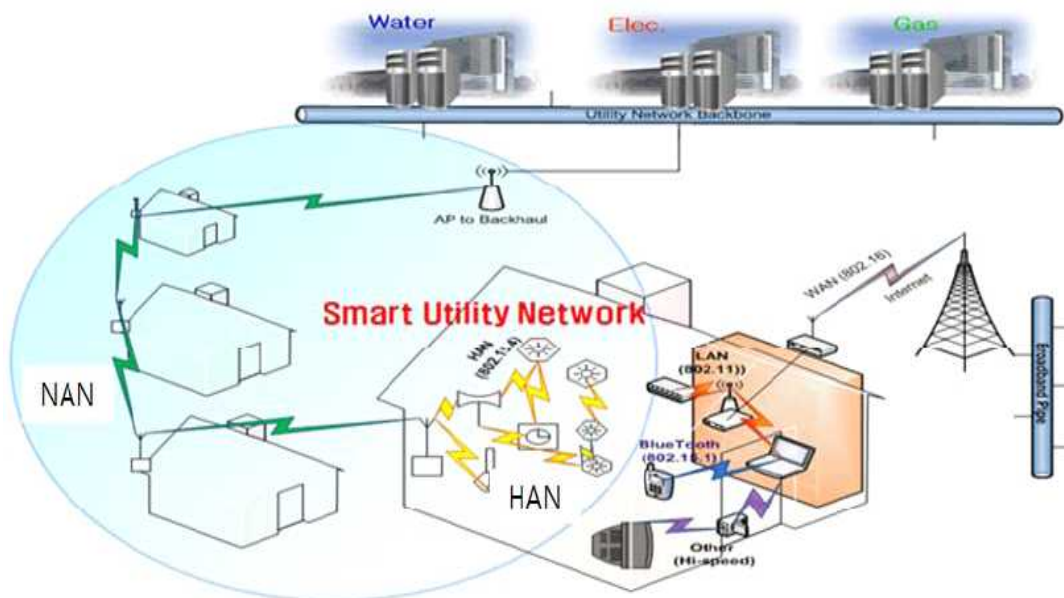 Water
Elec.
Gas
Utility Network Backbone
AP to Backhaul
WAN (802.16)
Internet
Smart Utility Network
HAN
(802.15.4)
LAN
(802.11))
NAN
Broadband Pipe
BlueTooth
(802.15.1)
HAN
Other
(Hi-speed)